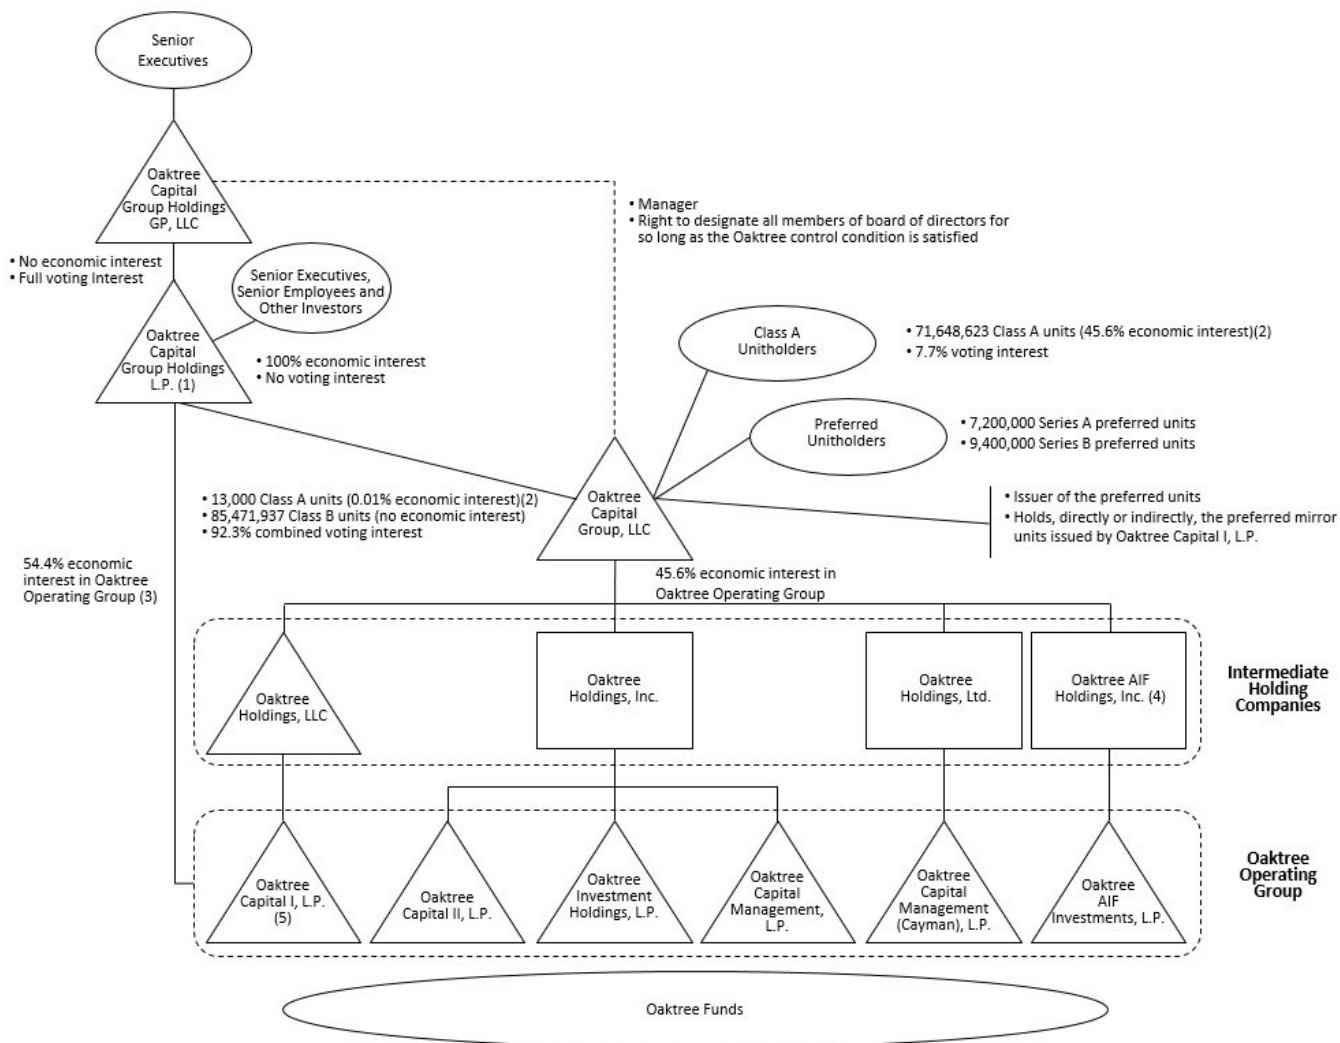 Senior
Executives
Oaktree
Capital
Group Holdings
GP, LLC
• No economic interest
• Full voting Interest
• Manager
• Right to designate all members of board of directors for
so long as the Oaktree control condition is satisfied
Senior Executives,
Senior Employees and
Other Investors
Oaktree
Capital
Group Holdings
L.P. (1)
• 100% economic interest
• No voting interest
Class A
Unitholders
• 71,648,623 Class A units (45.6% economic interest)(2)
• 7.7% voting interest
Preferred
Unitholders
• 7,200,000 Series A preferred units
• 9,400,000 Series B preferred units
• 13,000 Class A units (0.01% economic interest)(2)
• 85,471,937 Class B units (no economic interest)
• 92.3% combined voting interest
Oaktree
Capital
Group, LLC
• Issuer of the preferred units
• Holds, directly or indirectly, the preferred mirror
units issued by Oaktree Capital I, L.P.
54.4% economic
interest in Oaktree
Operating Group (3)
45.6% economic interest in
Oaktree Operating Group
Oaktree
Holdings, LLC
Oaktree
Holdings, Inc.
Oaktree
Holdings, Ltd.
Oaktree AIF
Holdings, Inc. (4)
Intermediate
Holding
Companies
Oaktree
Capital I, L.P.
(5)
Oaktree
Capital II, L.P.
Oaktree
Investment
Holdings, L.P.
Oaktree
Capital
Management,
L.P.
Oaktree
Capital
Management
(Cayman), L.P.
Oaktree
AIF
Investments, L.P.
Oaktree
Operating
Group
Oaktree Funds